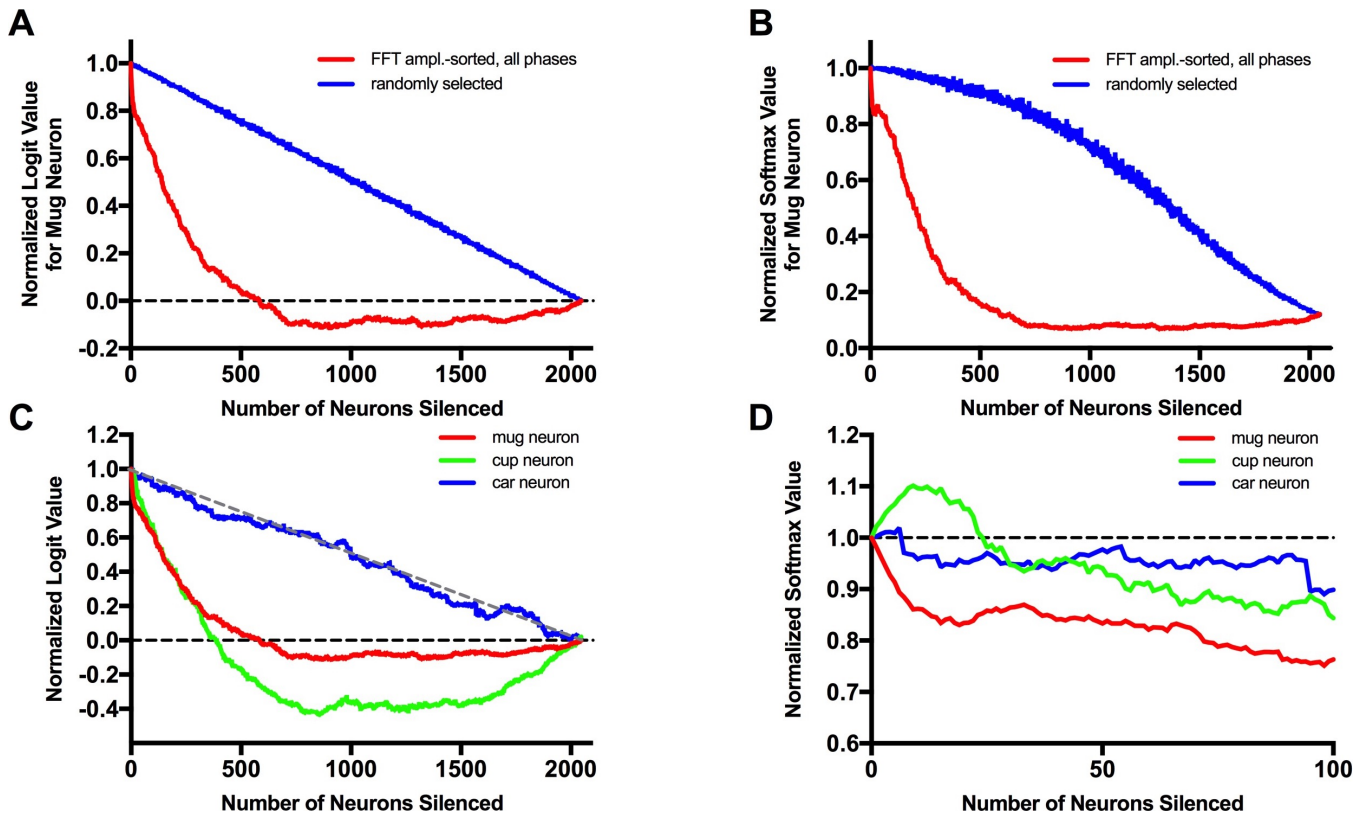 A
Normalized Logit Value
for Mug Neuron
FFT ampl.-sorted, all phases
randomly selected
1.0
0.8
0.6
0.4
0.2
0.0
-0.2
0 500 1000 1500 2000
Number of Neurons Silenced
B
Normalized Softmax Value
for Mug Neuron
FFT ampl.-sorted, all phases
randomly selected
1.0
0.8
0.6
0.4
0.2
0.0
0 500 1000 1500 2000
Number of Neurons Silenced
C
Normalized Logit Value
mug neuron
cup neuron
car neuron
1.2
1.0
0.8
0.6
0.4
0.2
0.0
-0.2
-0.4
0 500 1000 1500 2000
Number of Neurons Silenced
D
Normalized Softmax Value
mug neuron
cup neuron
car neuron
1.2
1.1
1.0
0.9
0.8
0.7
0.6
0 50 100
Number of Neurons Silenced